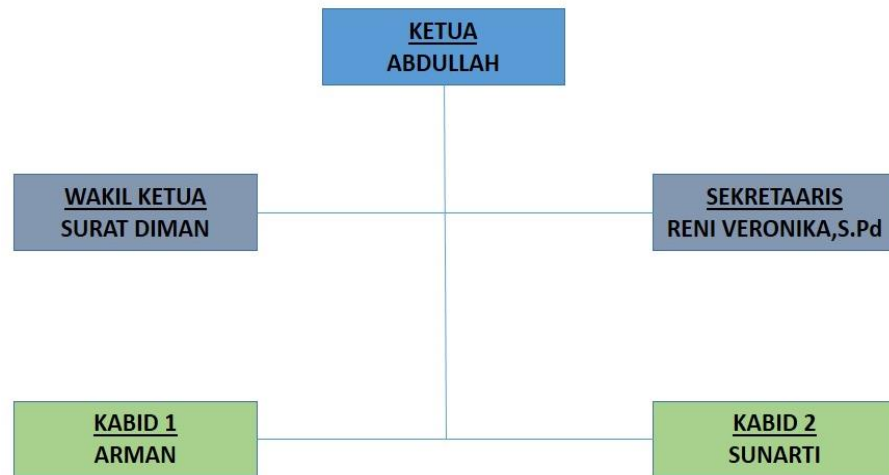 KETUA
ABDULLAH
WAKIL KETUA
SURAT DIMAN
SEKRETAARIS
RENI VERONIKA,S.Pd
KABID 1
ARMAN
KABID 2
SUNARTI